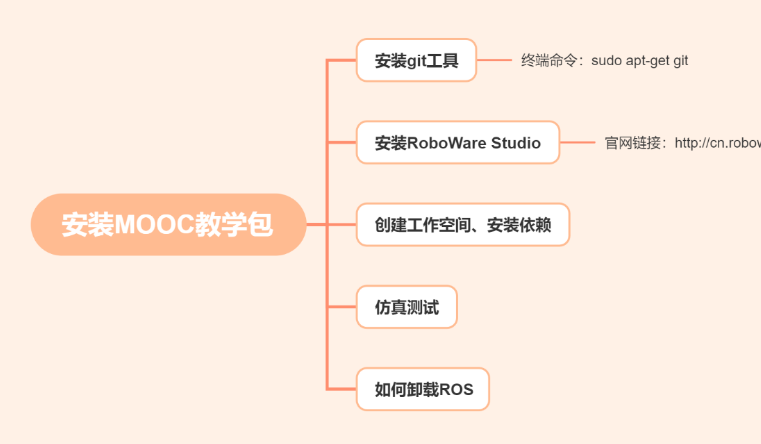 安装MOOC教学包
安装git工具
终端命令：sudo apt-get git
安装RoboWare Studio
官网链接：http://cn.robow
创建工作空间、安装依赖
仿真测试
如何卸载ROS